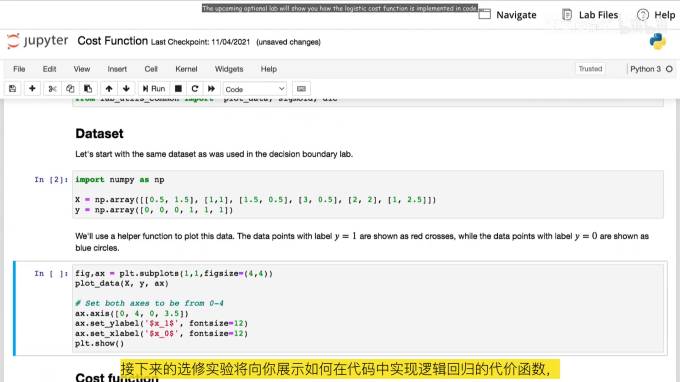 The upcoming optional lab will show you how the logistic cost function is implemented in code.
Navigate Lab Files Help
jupyter Cost Function Last Checkpoint: 11/04/2021 (unsaved changes)
File Edit View Insert Cell Kernel Widgets Help Trusted Python 3
Run Code
from lab_utils_common import plot_data, sigmoid, dlc
Dataset
Let's start with the same dataset as was used in the decision boundary lab.
In [2]: import numpy as np
X = np.array([[0.5, 1.5], [1,1], [1.5, 0.5], [3, 0.5], [2, 2], [1, 2.5]])
y = np.array([0, 0, 0, 1, 1, 1])
We'll use a helper function to plot this data. The data points with label y = 1 are shown as red crosses, while the data points with label y = 0 are shown as
blue circles.
In [ ]: fig,ax = plt.subplots(1,1,figsize=(4,4))
plot_data(X, y, ax)
# Set both axes to be from 0-4
ax.axis([0, 4, 0, 3.5])
ax.set_ylabel('$x_1$', fontsize=12)
ax.set_xlabel('$x_0$', fontsize=12)
plt.show()
Cost function
接下来的选修实验将向你展示如何在代码中实现逻辑回归的代价函数，